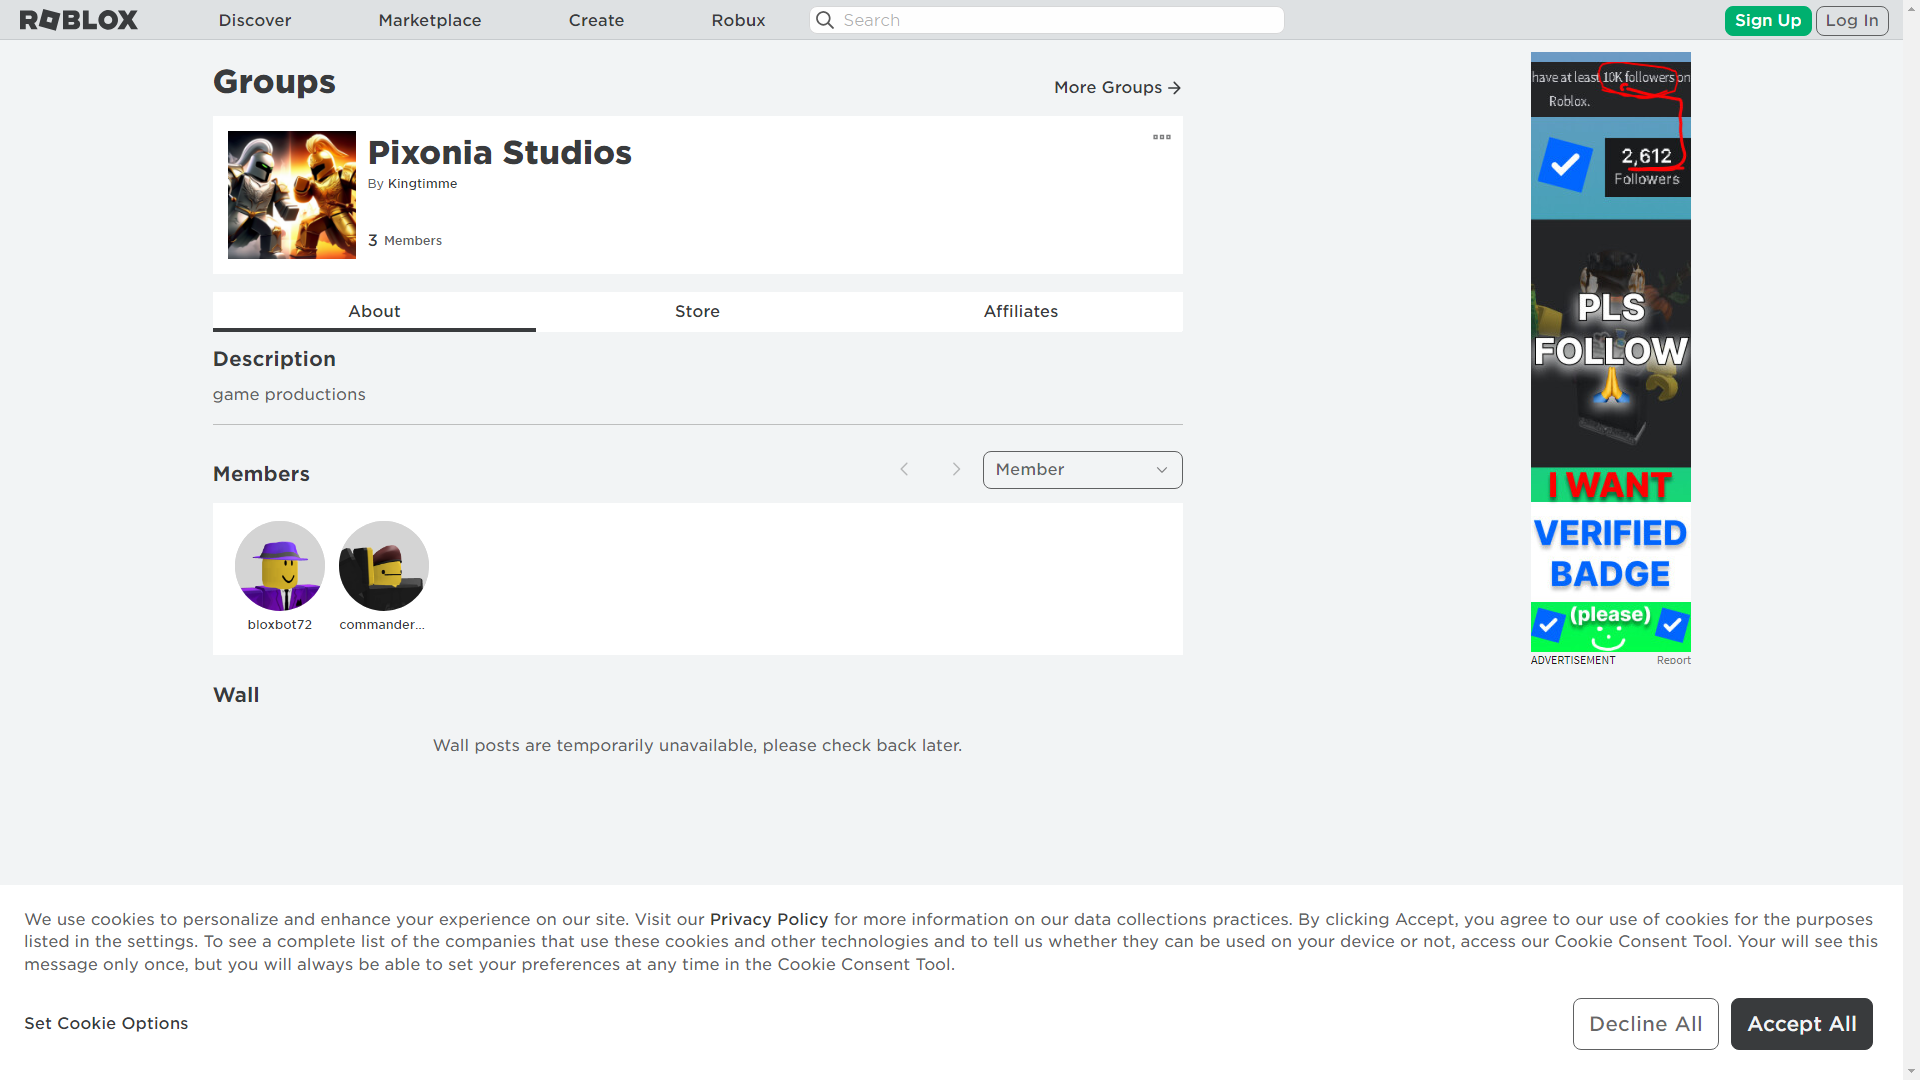 ROBLOX
Discover
Marketplace
Create
Robux
Search
Sign Up
Log In
Groups
More Groups
Pixonia Studios
By Kingtimme
3 Members
About
Store
Affiliates
Description
game productions
Members
Member
bloxbot72
commander...
Wall
Wall posts are temporarily unavailable, please check back later.
have at least 10K followers on
Roblox.
2,612
Followers
PLS
FOLLOW
I WANT
VERIFIED
BADGE
(please)
ADVERTISEMENT
Report
We use cookies to personalize and enhance your experience on our site. Visit our Privacy Policy for more information on our data collections practices. By clicking Accept, you agree to our use of cookies for the purposes
listed in the settings. To see a complete list of the companies that use these cookies and other technologies and to tell us whether they can be used on your device or not, access our Cookie Consent Tool. Your will see this
message only once, but you will always be able to set your preferences at any time in the Cookie Consent Tool.
Set Cookie Options
Decline All
Accept All